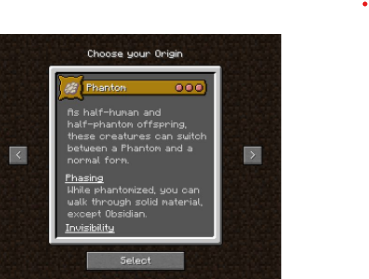 Choose your Origin
Phantom
As half-human and
half-phantom offspring,
these creatures can switch
between a Phantom and a
normal form.
Phasing
While phantomized, you can
walk through solid material,
except Obsidian.
Invisibility
<
>
Select